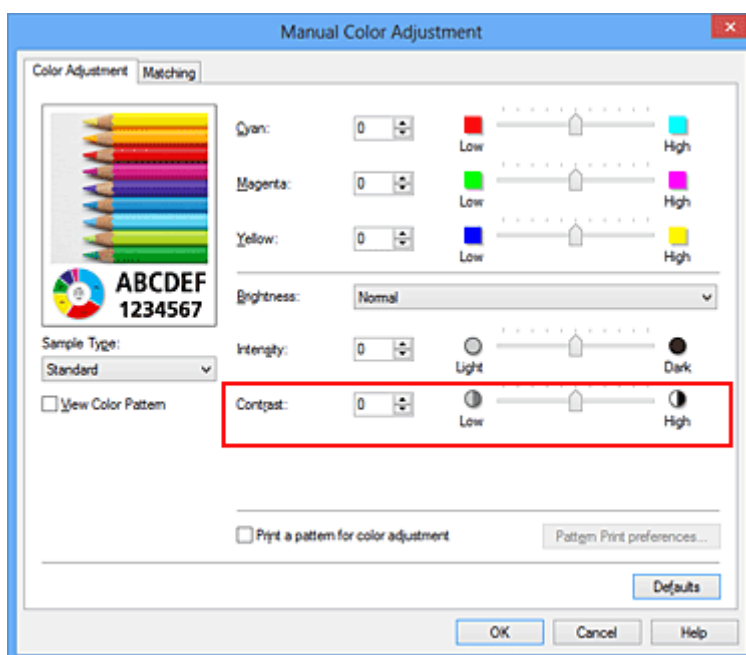 Manual Color Adjustment
Color Adjustment Matching
Cyan: 0 Low High
Magenta: 0 Low High
Yellow: 0 Low High
ABCDEF
1234567
Brightness: Normal
Sample Type:
Standard
Intensity: 0 Light Dark
View Color Pattern
Contrast: 0 Low High
Print a pattern for color adjustment Pattern Print preferences...
Defaults
OK Cancel Help